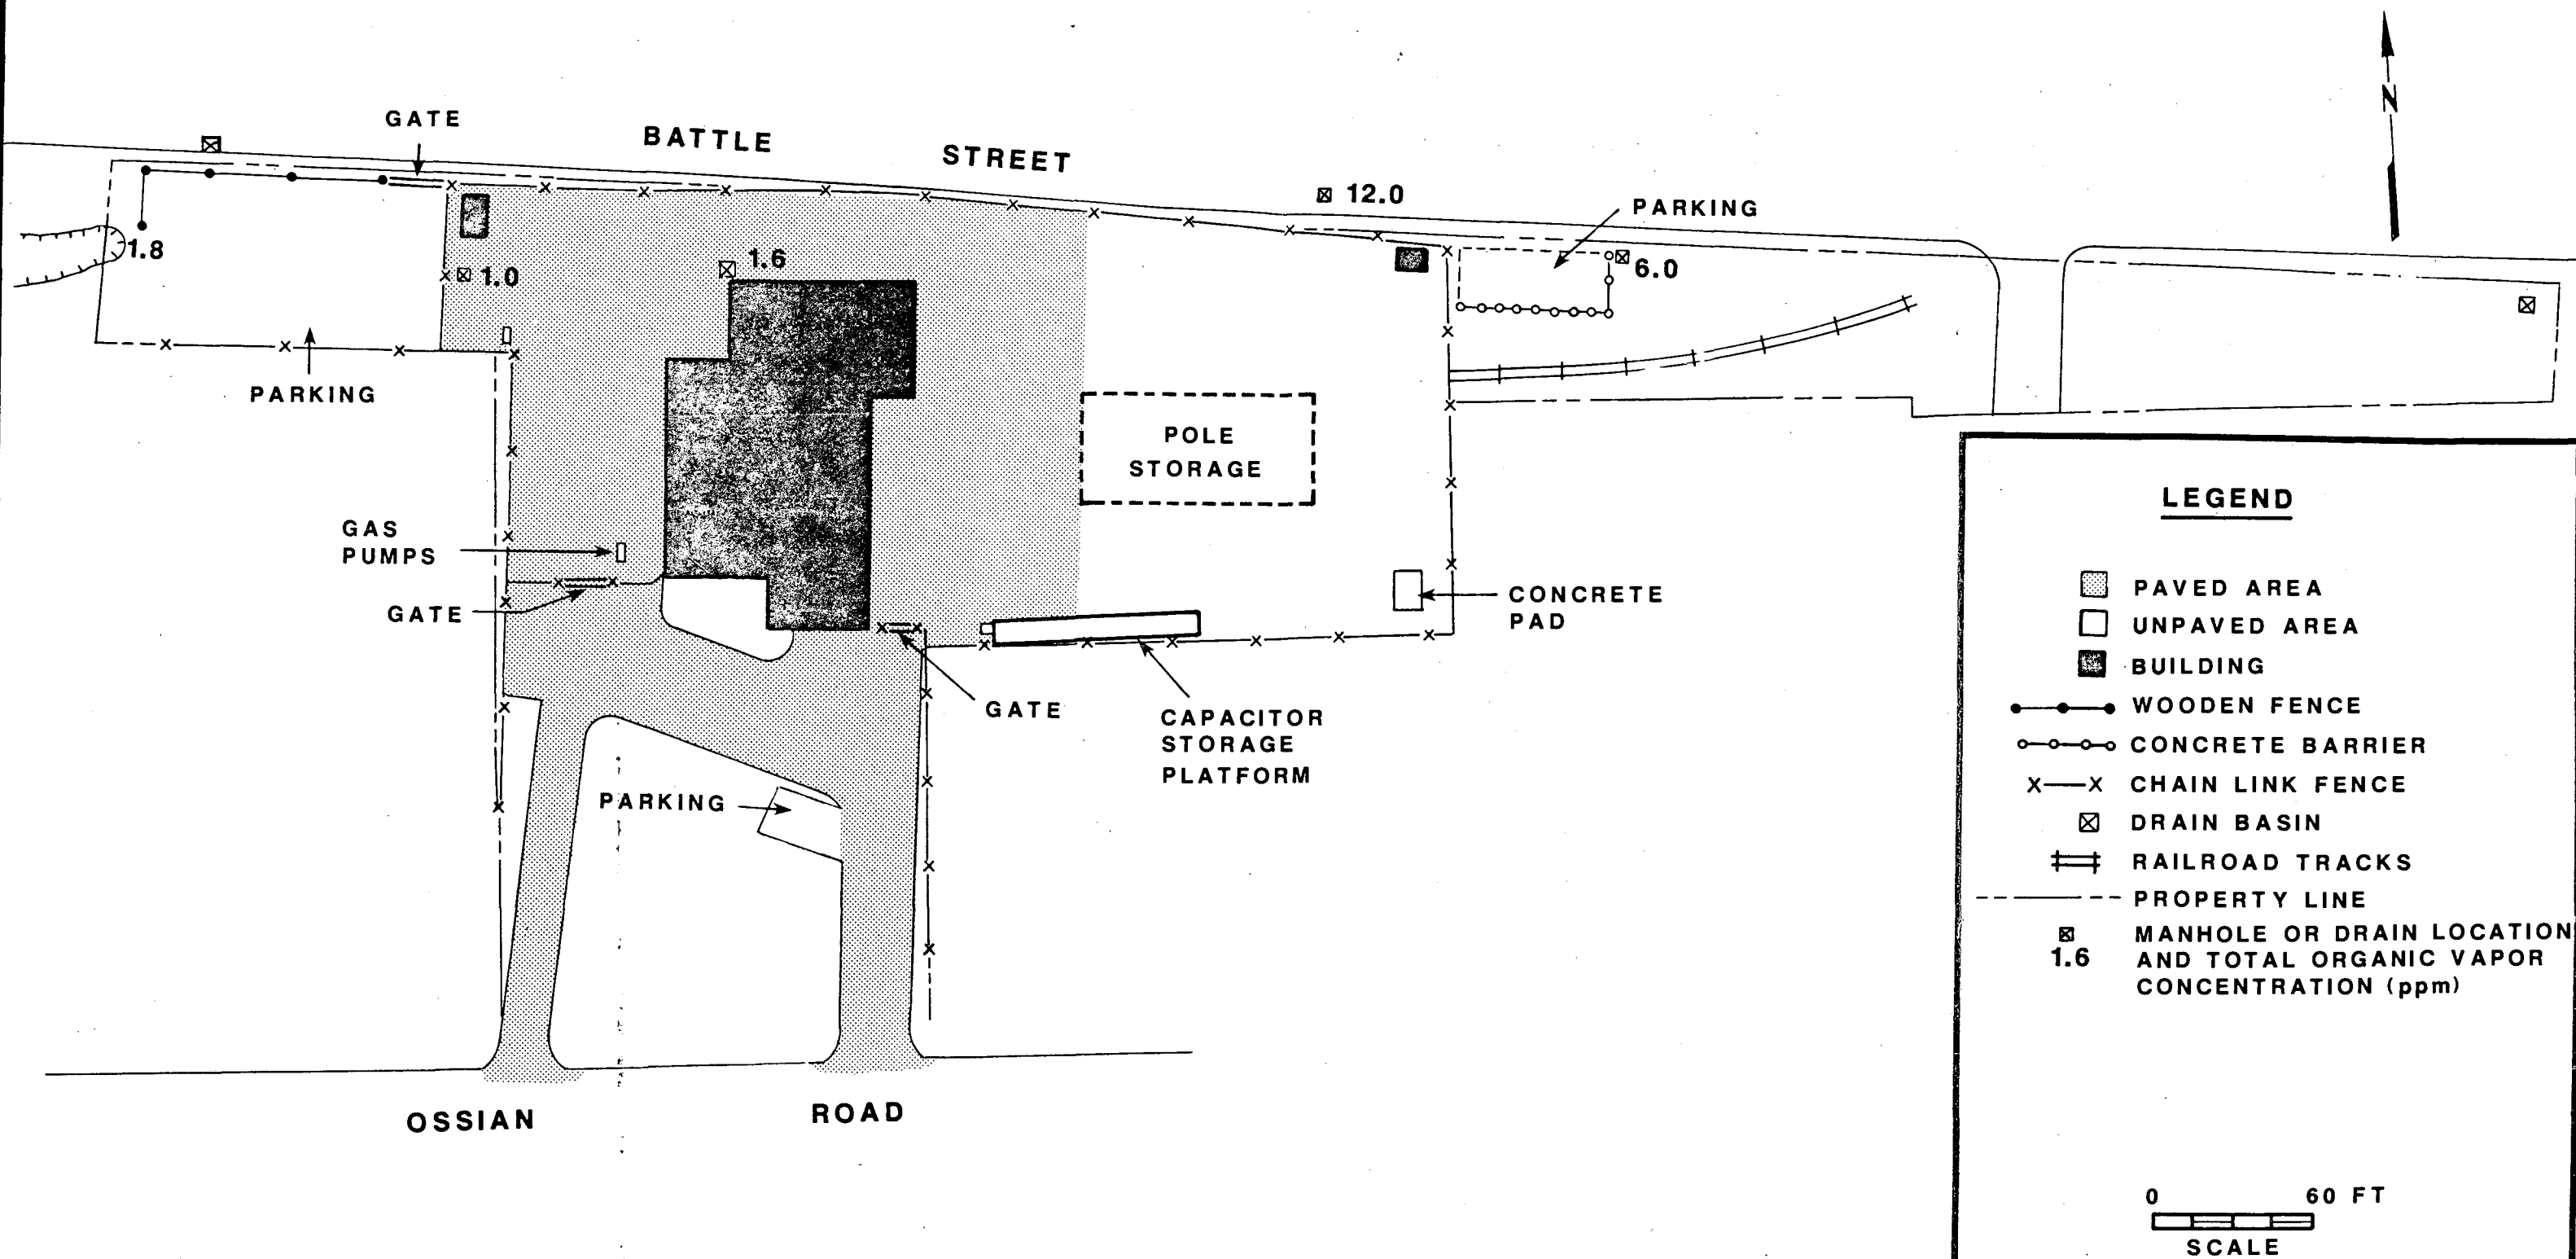 N
GATE
BATTLE STREET
12.0
PARKING
1.8
1.0
1.6
6.0
PARKING
POLE
STORAGE
GAS
PUMPS
GATE
CONCRETE
PAD
GATE
CAPACITOR
STORAGE
PLATFORM
PARKING
OSSIAN ROAD
LEGEND
PAVED AREA
UNPAVED AREA
BUILDING
WOODEN FENCE
CONCRETE BARRIER
CHAIN LINK FENCE
DRAIN BASIN
RAILROAD TRACKS
PROPERTY LINE
MANHOLE OR DRAIN LOCATION
1.6 AND TOTAL ORGANIC VAPOR
CONCENTRATION (ppm)
0 60 FT
SCALE